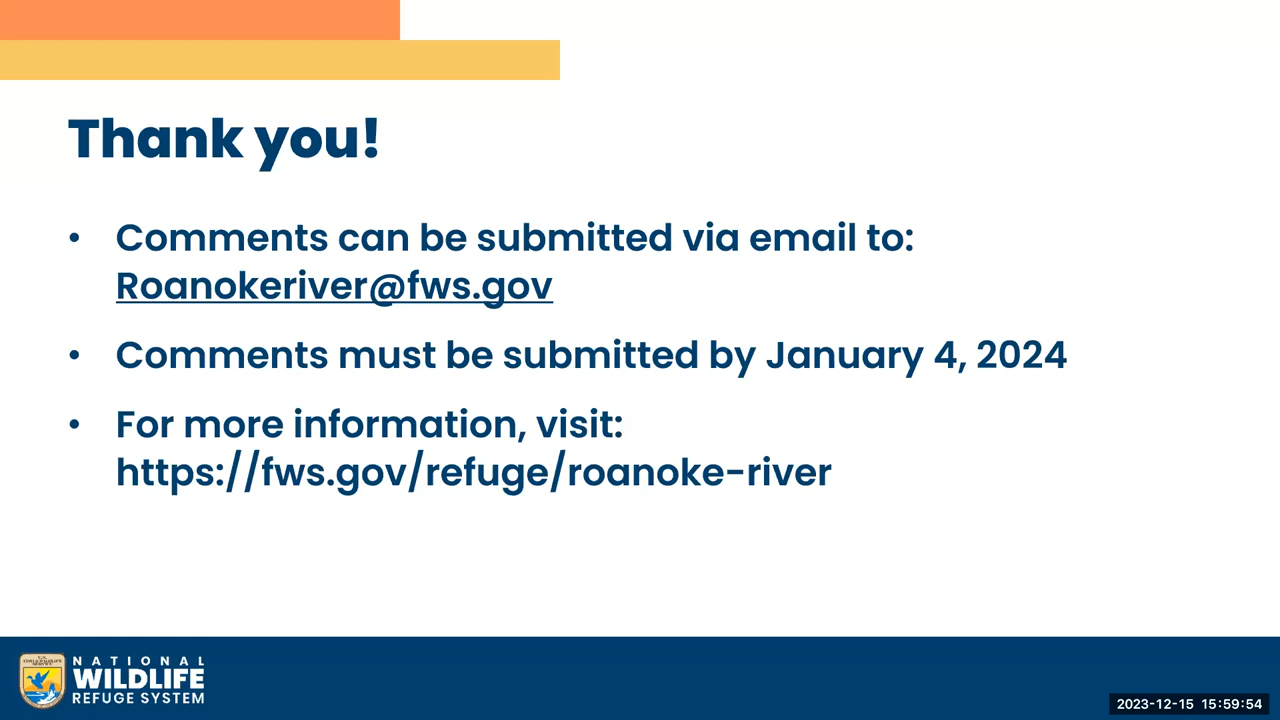 Thank you!
• Comments can be submitted via email to:
Roanokeriver@fws.gov
• Comments must be submitted by January 4, 2024
• For more information, visit:
https://fws.gov/refuge/roanoke-river
NATIONAL
WILDLIFE
REFUGE SYSTEM
2023-12-15 15:59:54